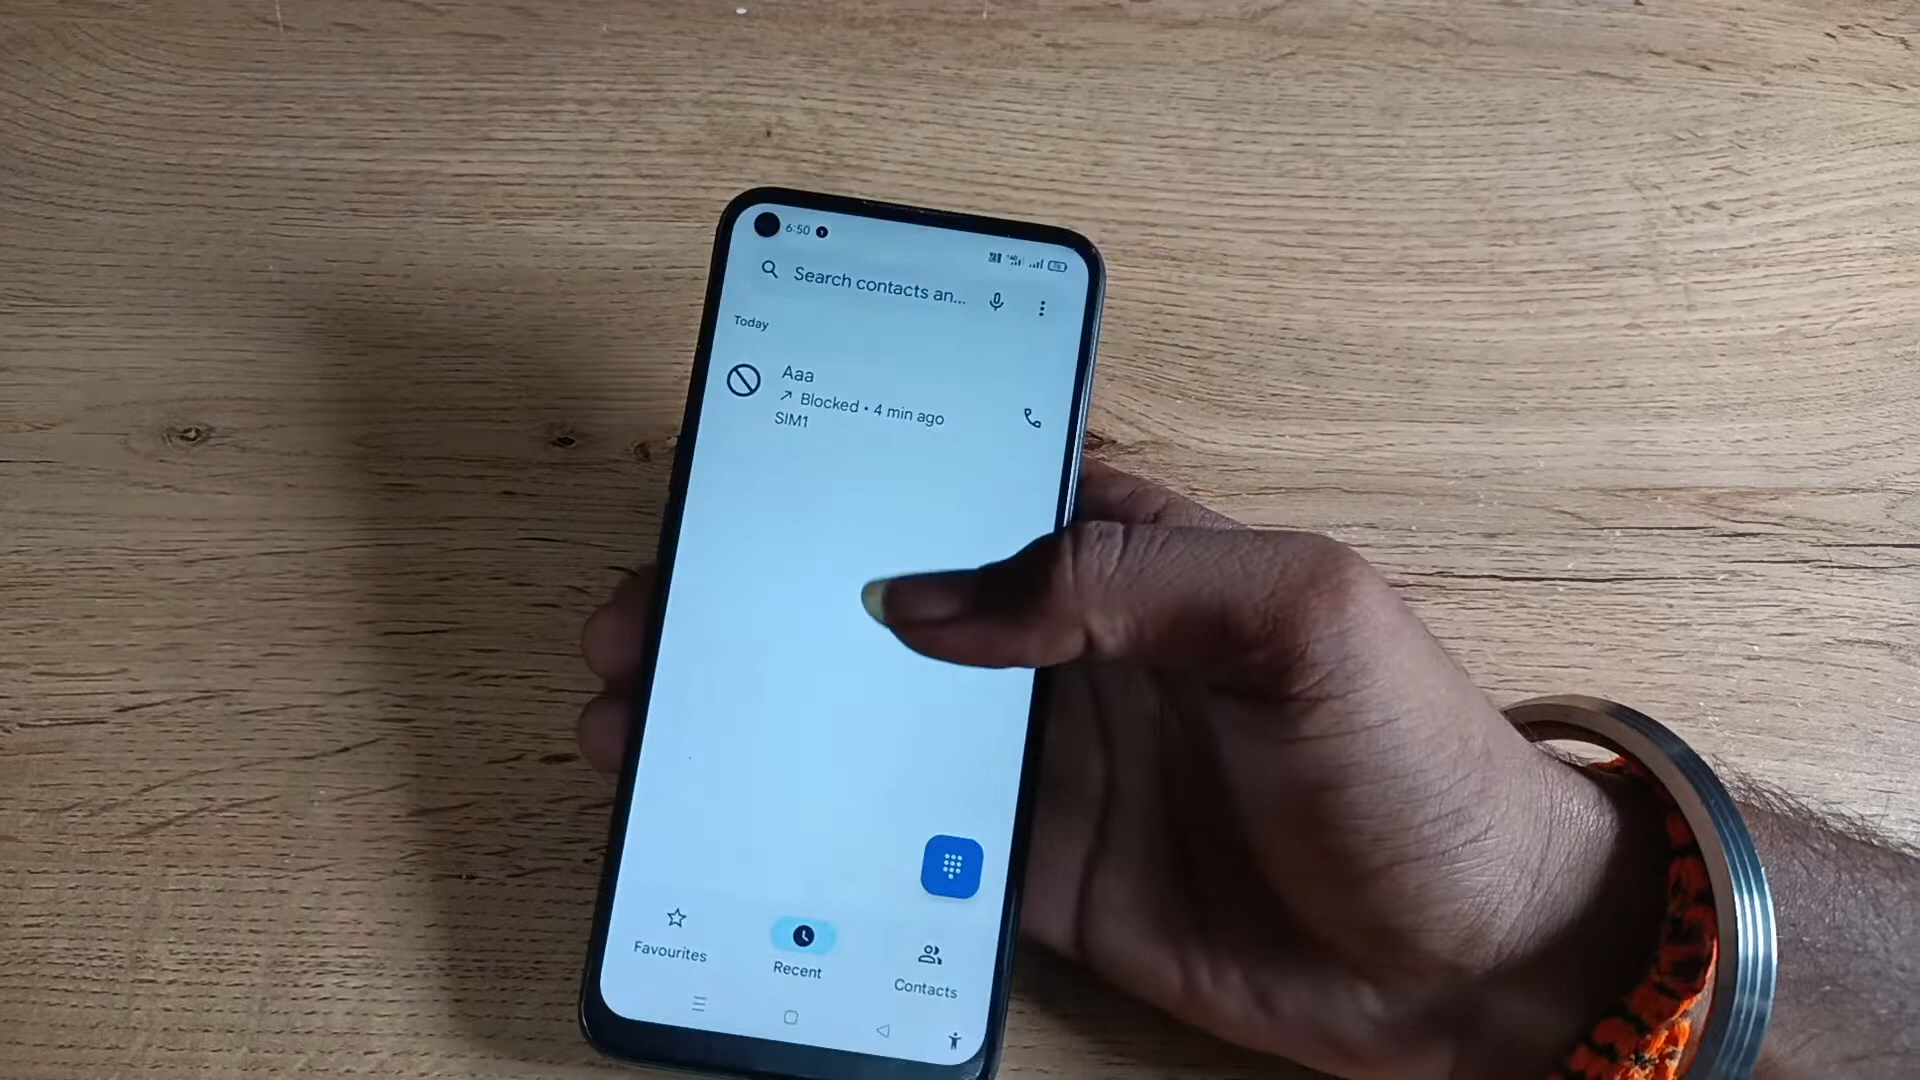 6:50
Search contacts an...
Today
Aaa
Blocked • 4 min ago
SIM1
Favourites
Recent
Contacts